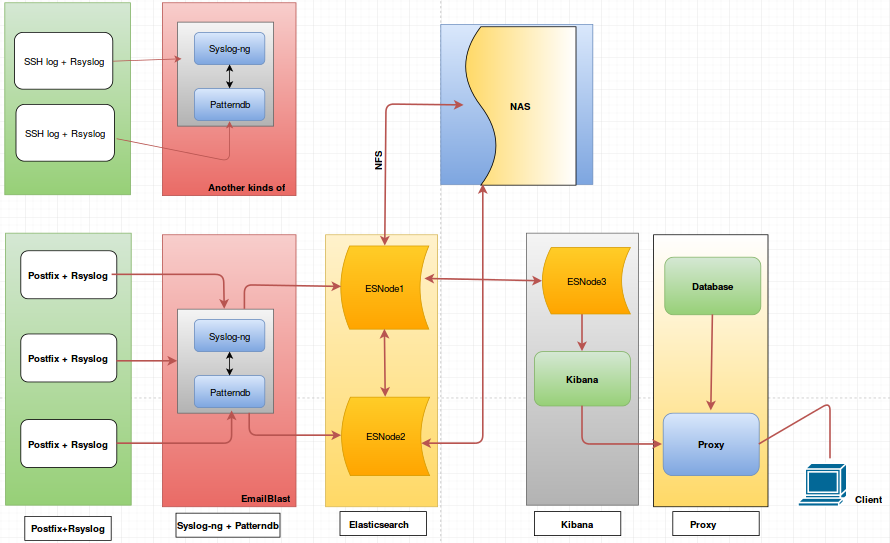 SSH log + Rsyslog
SSH log + Rsyslog
Syslog-ng
Patterndb
Another kinds of
NFS
NAS
Postfix + Rsyslog
Postfix + Rsyslog
Postfix + Rsyslog
Syslog-ng
Patterndb
EmailBlast
ESNode1
ESNode2
ESNode3
Kibana
Database
Proxy
Client
Postfix+Rsyslog
Syslog-ng + Patterndb
Elasticsearch
Kibana
Proxy